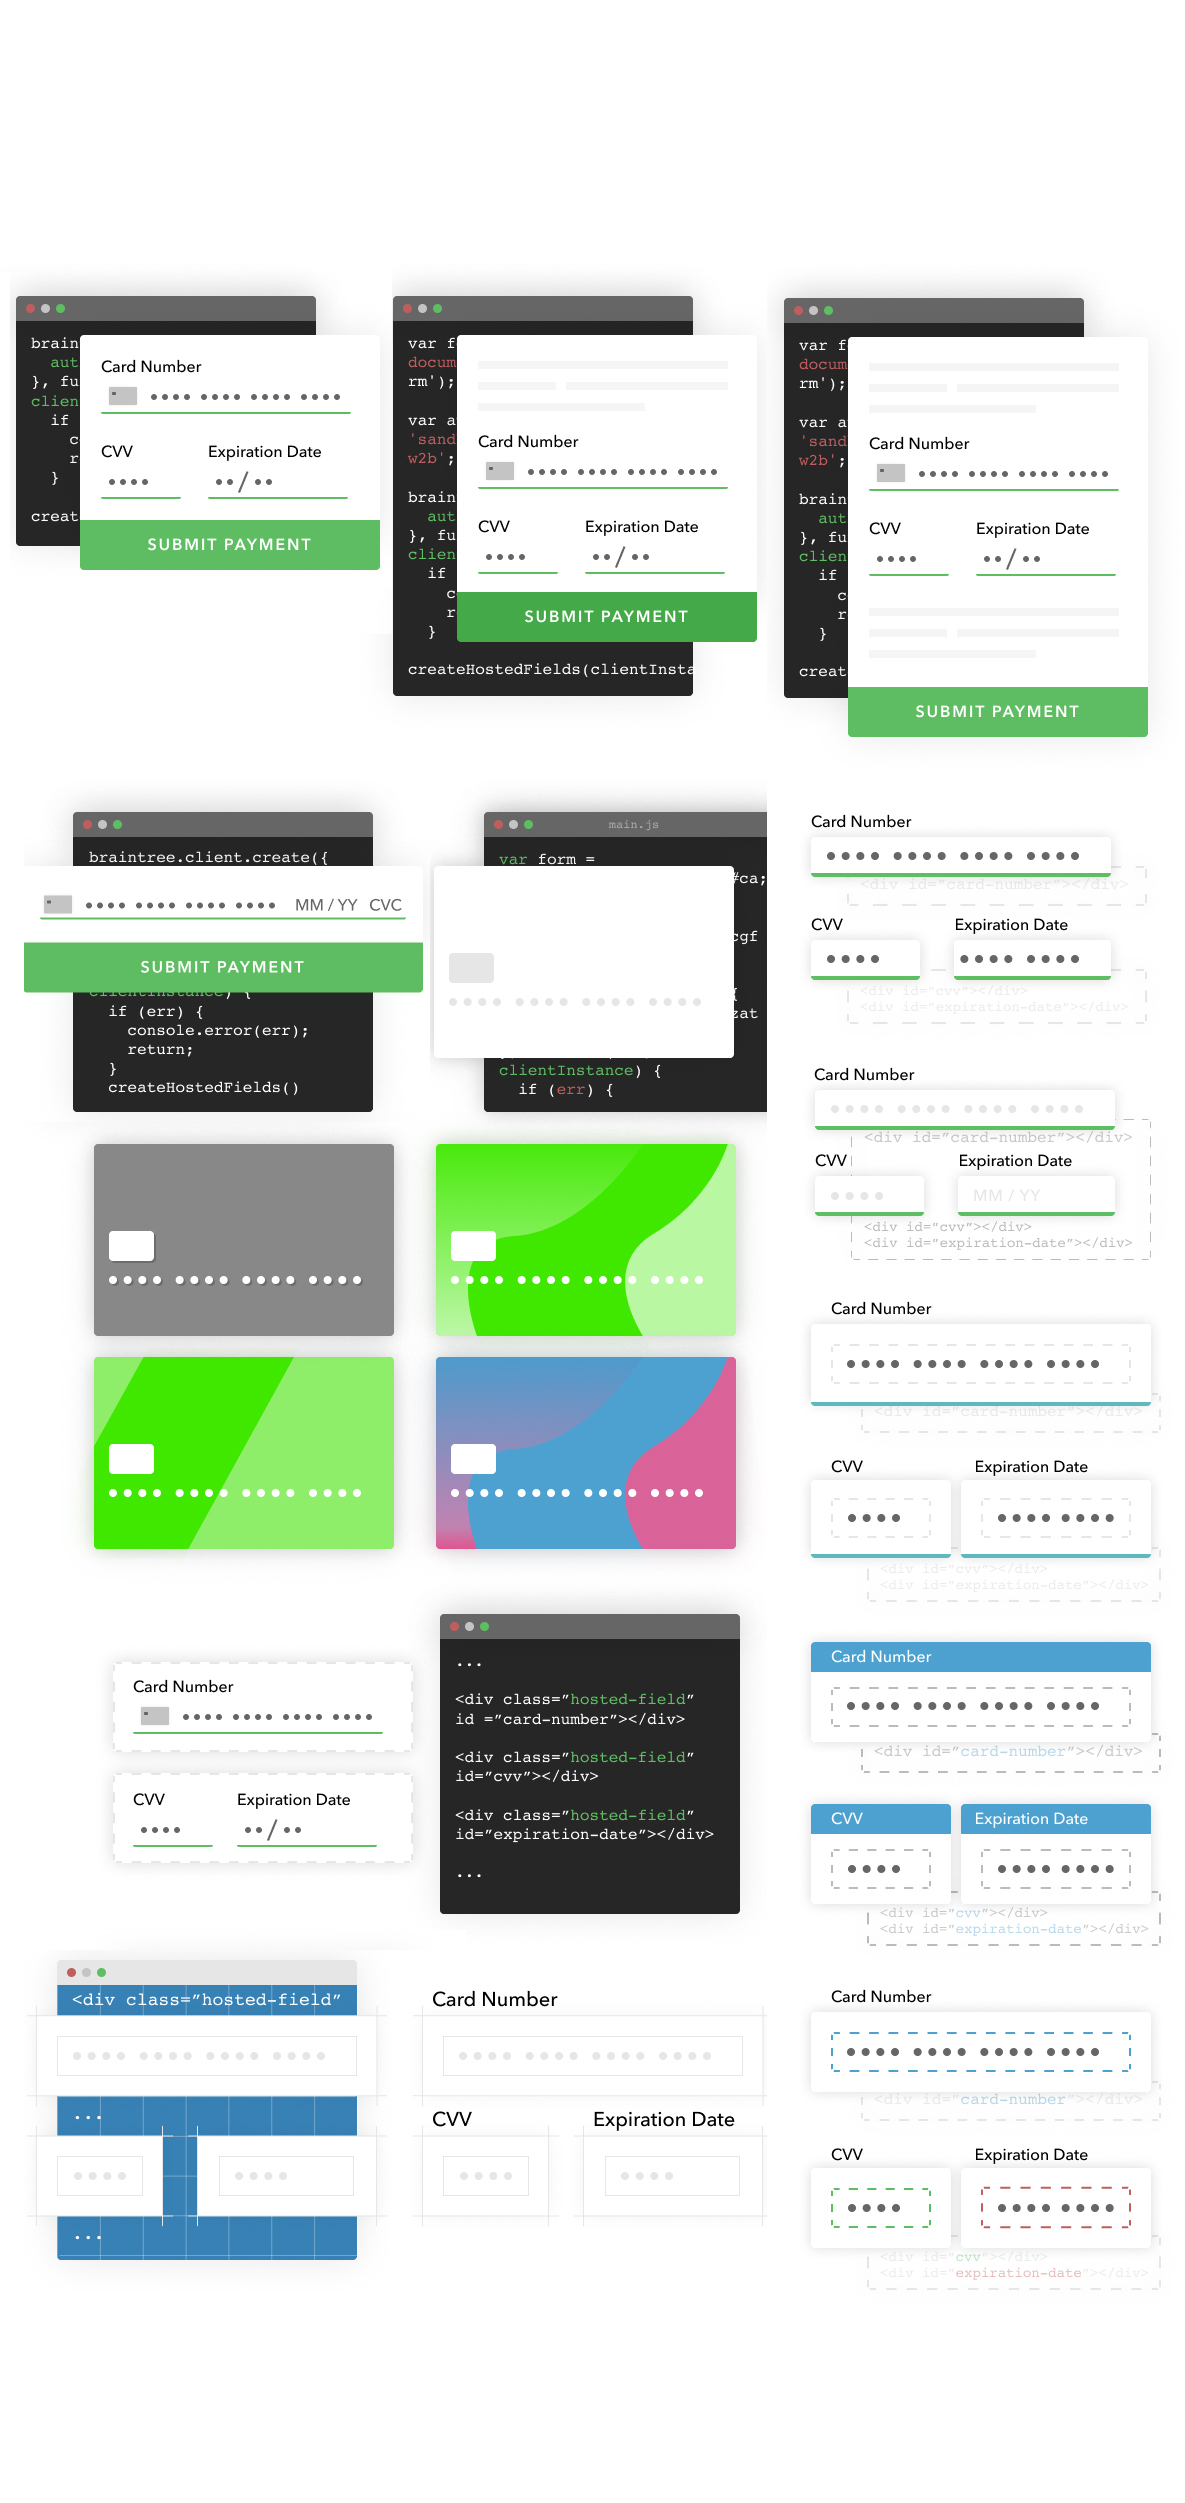 brain
aut
}, fu
clien
if
c
r
}
creat
Card Number
CVV
Expiration Date
/
SUBMIT PAYMENT
var f
docum
rm');
var a
'sand
w2b';
brain
aut
}, fu
clien
if
c
r
}
createHostedFields(clientInsta
Card Number
CVV
Expiration Date
/
SUBMIT PAYMENT
var f
docum
rm');
var a
'sand
w2b';
brain
aut
}, fu
clien
if
c
r
}
creat
Card Number
CVV
Expiration Date
/
SUBMIT PAYMENT
braintree.client.create({
MM / YY CVC
SUBMIT PAYMENT
clientInstance) {
if (err) {
console.error(err);
return;
}
createHostedFields()
main.js
var form =
#ca;
cgf
{
zat
clientInstance) {
if (err) {
Card Number
<div id="card-number"></div>
CVV
Expiration Date
<div id="cvv"></div>
<div id="expiration-date"></div>
Card Number
<div id="card-number"></div>
CVV
Expiration Date
MM / YY
<div id="cvv"></div>
<div id="expiration-date"></div>
Card Number
<div id="card-number"></div>
CVV
Expiration Date
<div id="cvv"></div>
<div id="expiration-date"></div>
Card Number
CVV
Expiration Date
/
...
<div class="hosted-field"
id ="card-number"></div>
<div class="hosted-field"
id="cvv"></div>
<div class="hosted-field"
id="expiration-date"></div>
...
Card Number
<div id="card-number"></div>
CVV
Expiration Date
<div id="cvv"></div>
<div id="expiration-date"></div>
<div class="hosted-field"
...
...
Card Number
CVV
Expiration Date
Card Number
<div id="card-number"></div>
CVV
Expiration Date
<div id="cvv"></div>
<div id="expiration-date"></div>